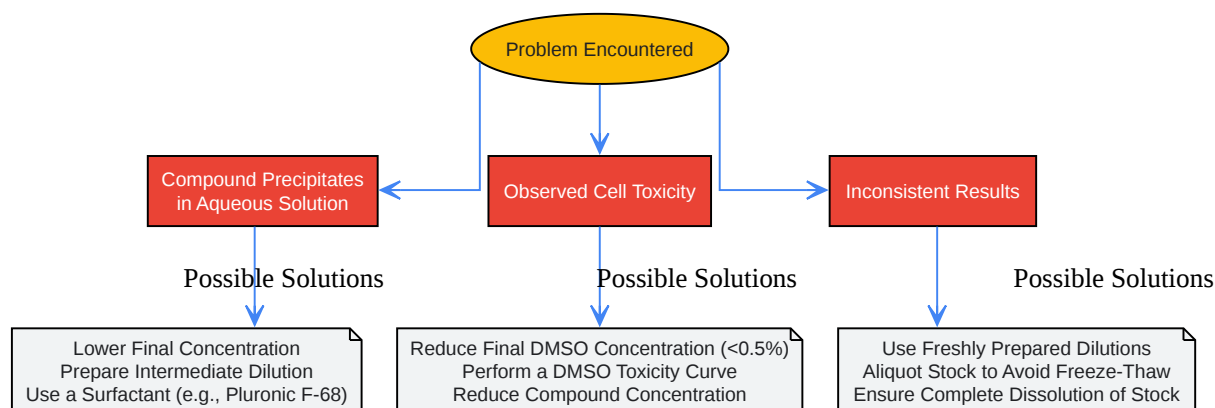 Problem Encountered
Compound Precipitates
in Aqueous Solution
Observed Cell Toxicity
Inconsistent Results
Possible Solutions
Possible Solutions
Possible Solutions
Lower Final Concentration
Prepare Intermediate Dilution
Use a Surfactant (e.g., Pluronic F-68)
Reduce Final DMSO Concentration (<0.5%)
Perform a DMSO Toxicity Curve
Reduce Compound Concentration
Use Freshly Prepared Dilutions
Aliquot Stock to Avoid Freeze-Thaw
Ensure Complete Dissolution of Stock